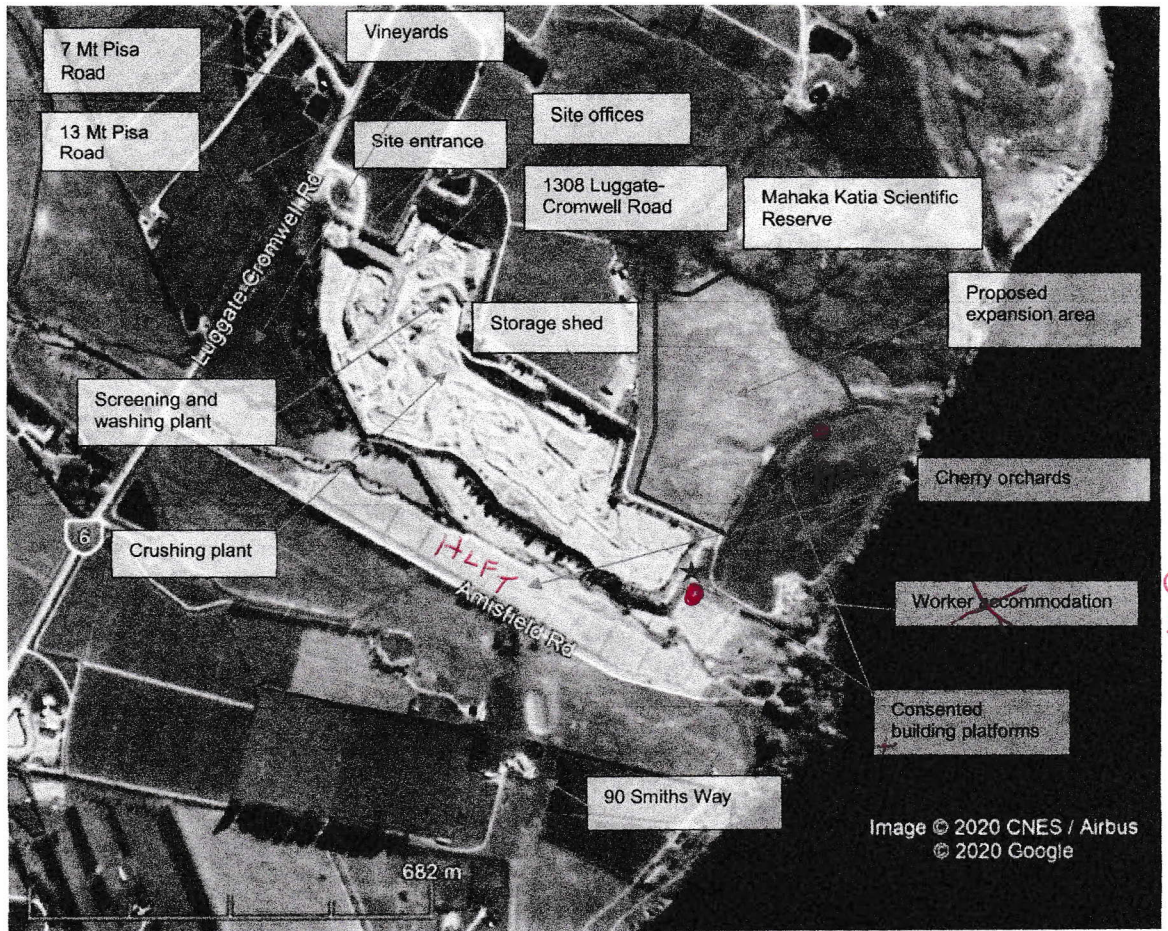 7 Mt Pisa
Road
Vineyards
13 Mt Pisa
Road
Site entrance
Site offices
1308 Luggate-
Cromwell Road
Mahaka Katia Scientific
Reserve
Proposed
expansion area
Luggate-Cromwell Rd
Storage shed
Screening and
washing plant
Cherry orchards
6
Crushing plant
HLFT
Amisfield Rd
Worker accommodation
Consented
building platforms
90 Smiths Way
Image © 2020 CNES / Airbus
© 2020 Google
682 m